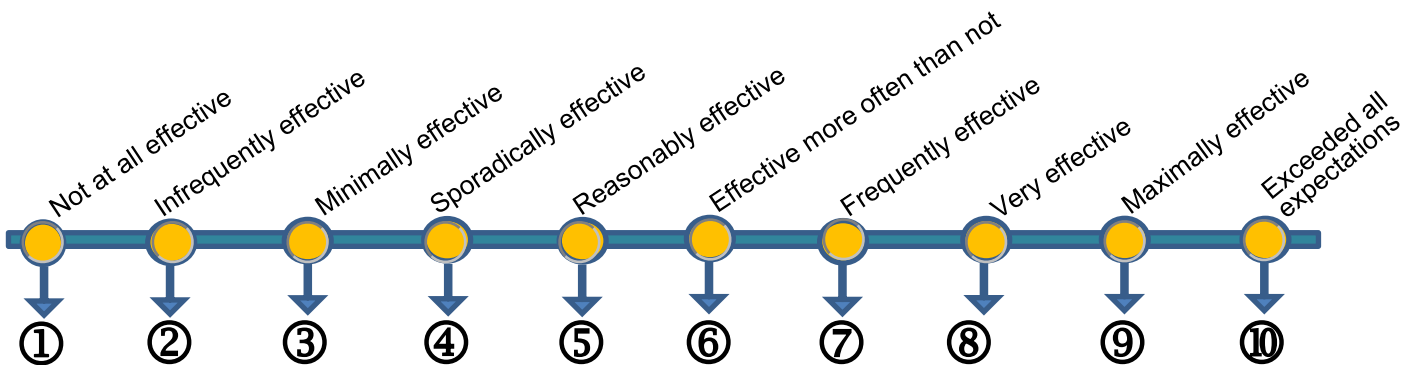 Not at all effective
Infrequently effective
Minimally effective
Sporadically effective
Reasonably effective
Effective more often than not
Frequently effective
Very effective
Maximally effective
Exceeded all
expectations
①
②
③
④
⑤
⑥
⑦
⑧
⑨
⑩